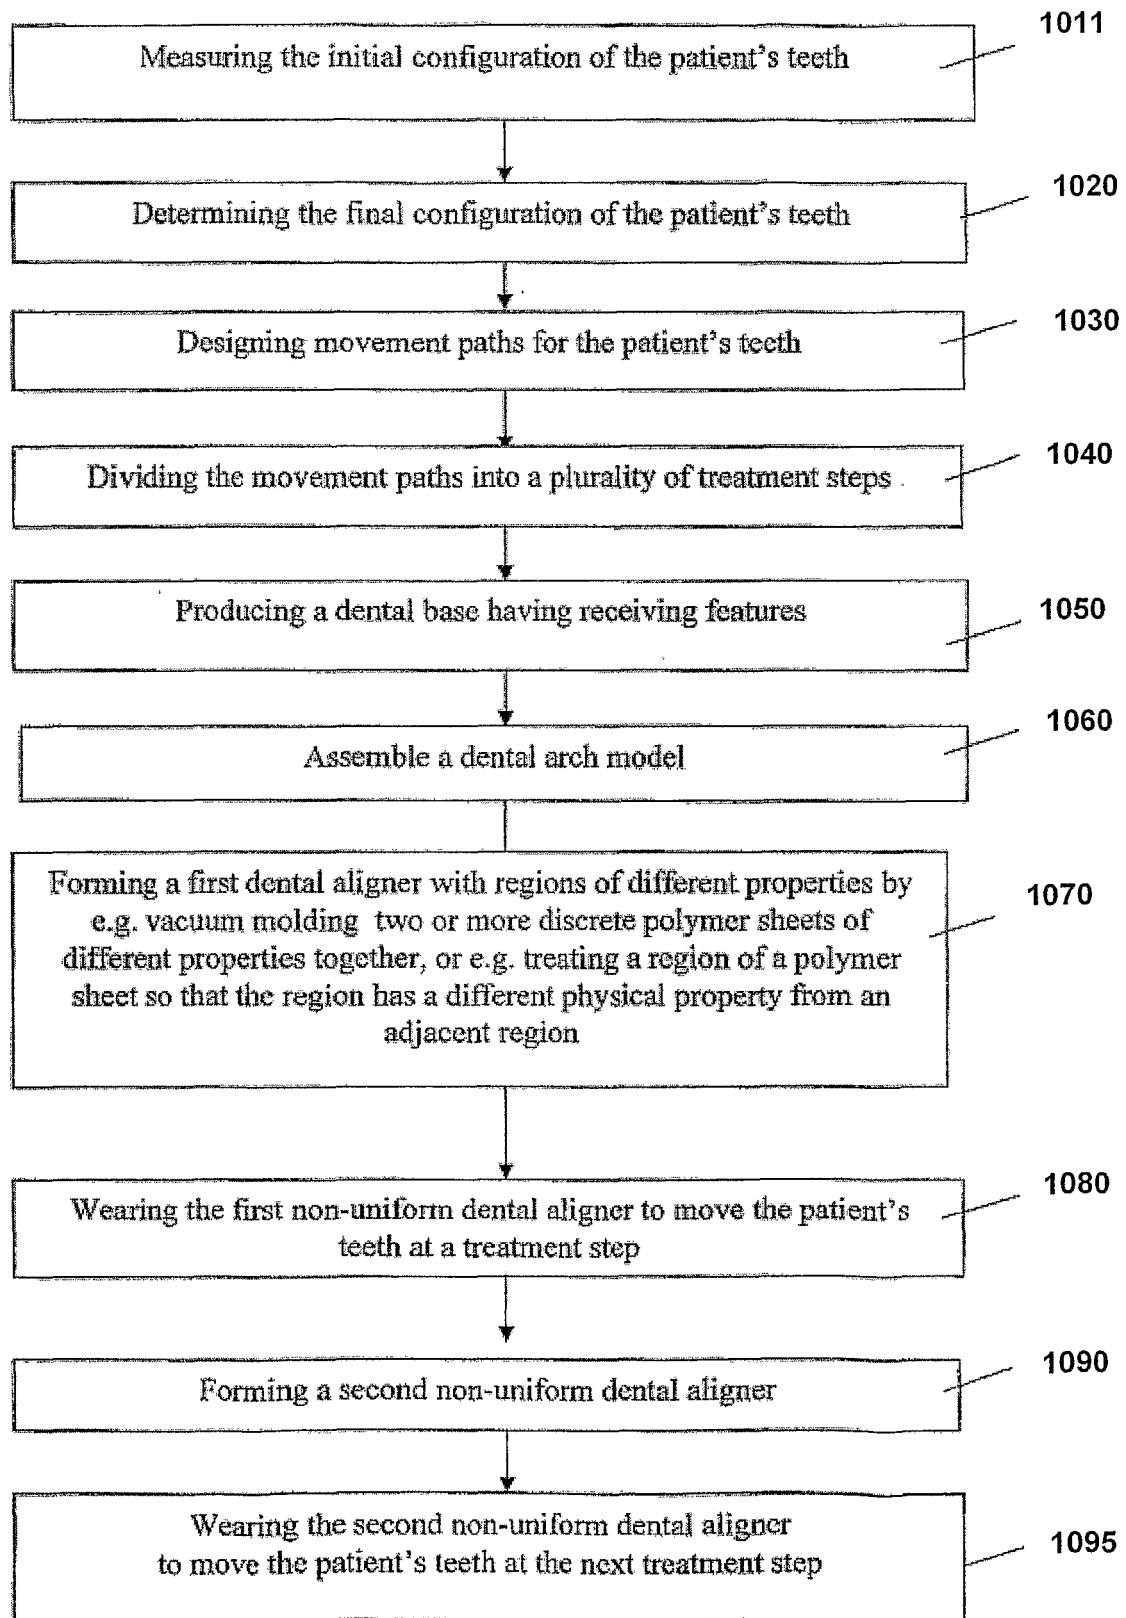 1011
Measuring the initial configuration of the patient's teeth
1020
Determining the final configuration of the patient's teeth
1030
Designing movement paths for the patient's teeth
1040
Dividing the movement paths into a plurality of treatment steps
1050
Producing a dental base having receiving features
1060
Assemble a dental arch model
1070
Forming a first dental aligner with regions of different properties by
e.g. vacuum molding two or more discrete polymer sheets of
different properties together, or e.g. treating a region of a polymer
sheet so that the region has a different physical property from an
adjacent region
1080
Wearing the first non-uniform dental aligner to move the patient's
teeth at a treatment step
1090
Forming a second non-uniform dental aligner
1095
Wearing the second non-uniform dental aligner
to move the patient's teeth at the next treatment step